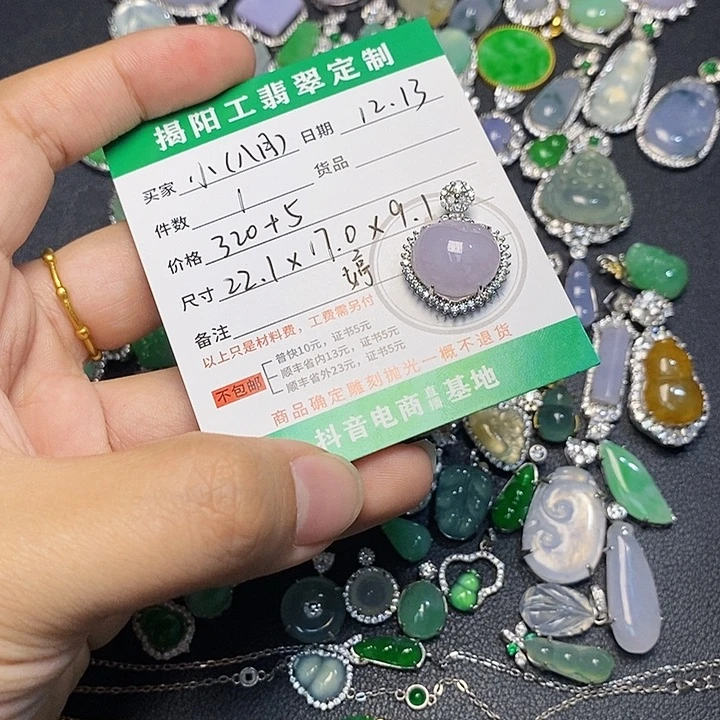 揭阳工翡翠定制
买家 小(八月) 日期 12.13
件数 1 货品
价格 320+5
尺寸 22.1×17.0×9.1
婷
备注
以上只是材料费，工费需另付
不包邮
普快10元，证书5元
顺丰省内13元，证书5元
顺丰省外23元，证书5元
商品确定雕刻抛光一概不退货
抖音电商直播基地